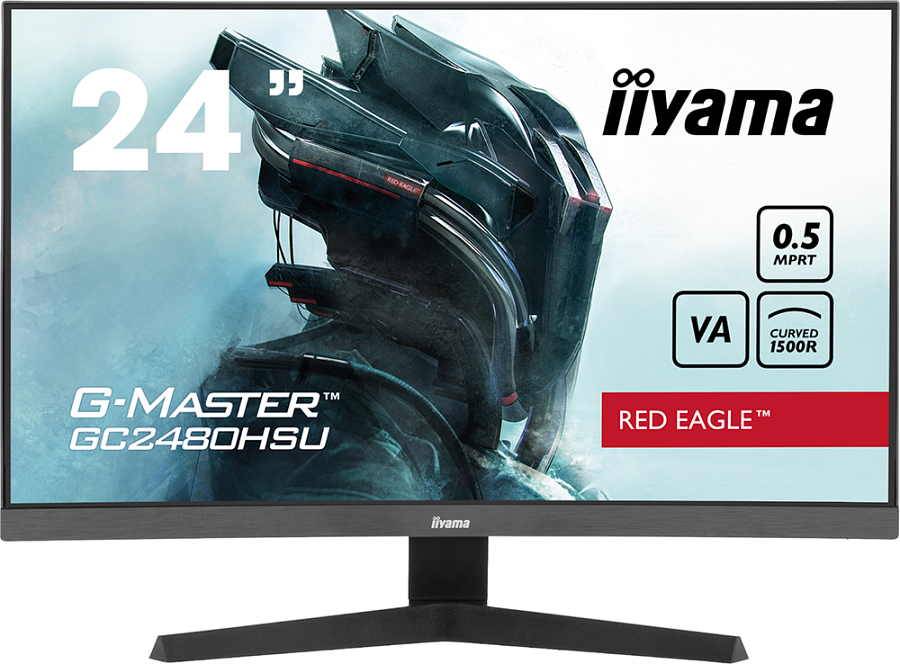 24”
iiyama
RED EAGLE
0.5
MPRT
VA
CURVED
1500R
G-MASTER™
GC2480HSU
RED EAGLE™
iiyama